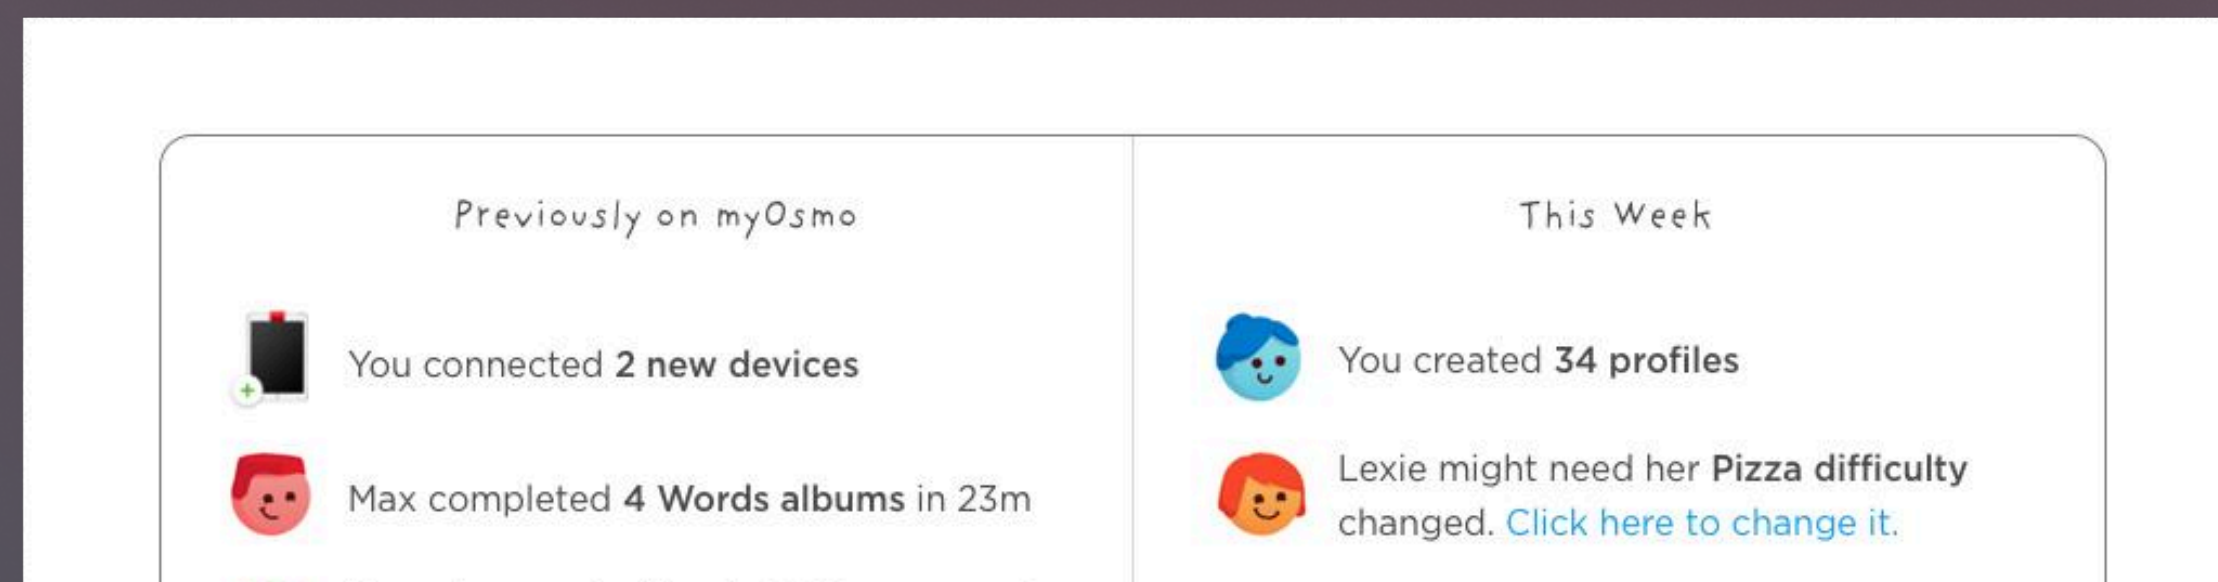 Previously on myOsmo
You connected 2 new devices
Max completed 4 Words albums in 23m
This Week
You created 34 profiles
Lexie might need her Pizza difficulty
changed. Click here to change it.